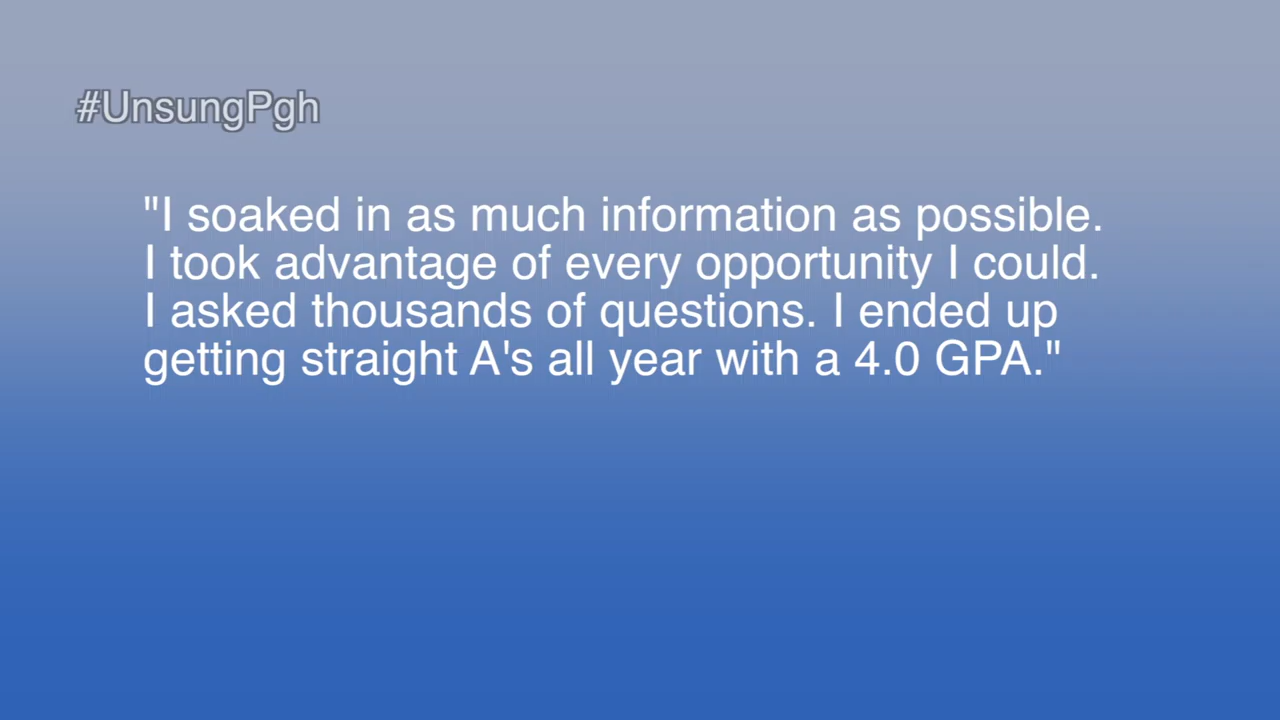 #UnsungPgh
"I soaked in as much information as possible.
I took advantage of every opportunity I could.
I asked thousands of questions. I ended up
getting straight A's all year with a 4.0 GPA."